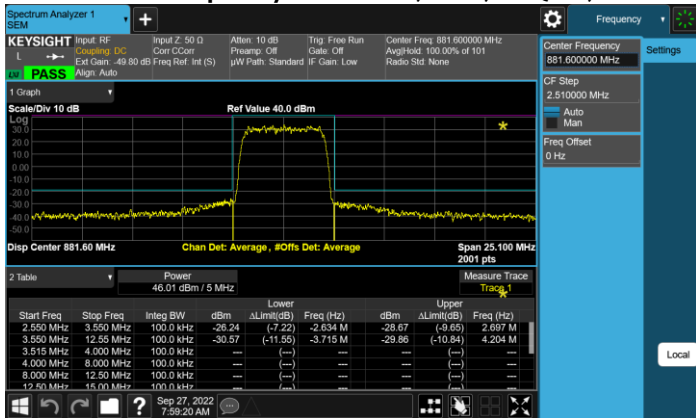 Spectrum Analyzer 1
SEM
Frequency
KEYSIGHT
L
PASS
Input: RF
Coupling: DC
Ext Gain: -49.80 dB
Align: Auto
Input Z: 50 Ω
Corr CCorr
Freq Ref: Int (S)
Atten: 10 dB
Preamp: Off
µW Path: Standard
Trig: Free Run
Gate: Off
IF Gain: Low
Center Freq: 881.600000 MHz
Avg|Hold: 100.00% of 101
Radio Std: None
Center Frequency
881.600000 MHz
Settings
CF Step
2.510000 MHz
Auto
Man
Freq Offset
0 Hz
1 Graph
Scale/Div 10 dB
Ref Value 40.0 dBm
Log
30.0
20.0
10.0
0.00
-10.0
-20.0
-30.0
-40.0
-50.0
Disp Center 881.60 MHz
Chan Det: Average, #Offs Det: Average
Span 25.100 MHz
2001 pts
2 Table
Power
46.01 dBm / 5 MHz
Measure Trace
Trace 1
Lower Upper
Start Freq Stop Freq Integ BW dBm ΔLimit(dB) Freq (Hz) dBm ΔLimit(dB) Freq (Hz)
2.550 MHz 3.550 MHz 100.0 kHz -26.24 (-7.22) -2.634 M -28.67 (-9.65) 2.697 M
3.550 MHz 12.55 MHz 100.0 kHz -30.57 (-11.55) -3.715 M -29.86 (-10.84) 4.204 M
3.515 MHz 4.000 MHz 100.0 kHz --- (---) --- --- (---) ---
4.000 MHz 8.000 MHz 100.0 kHz --- (---) --- --- (---) ---
8.000 MHz 12.50 MHz 100.0 kHz --- (---) --- --- (---) ---
12.50 MHz 15.00 MHz 100.0 kHz --- (---) --- --- (---) ---
Local
?
Sep 27, 2022
7:59:20 AM